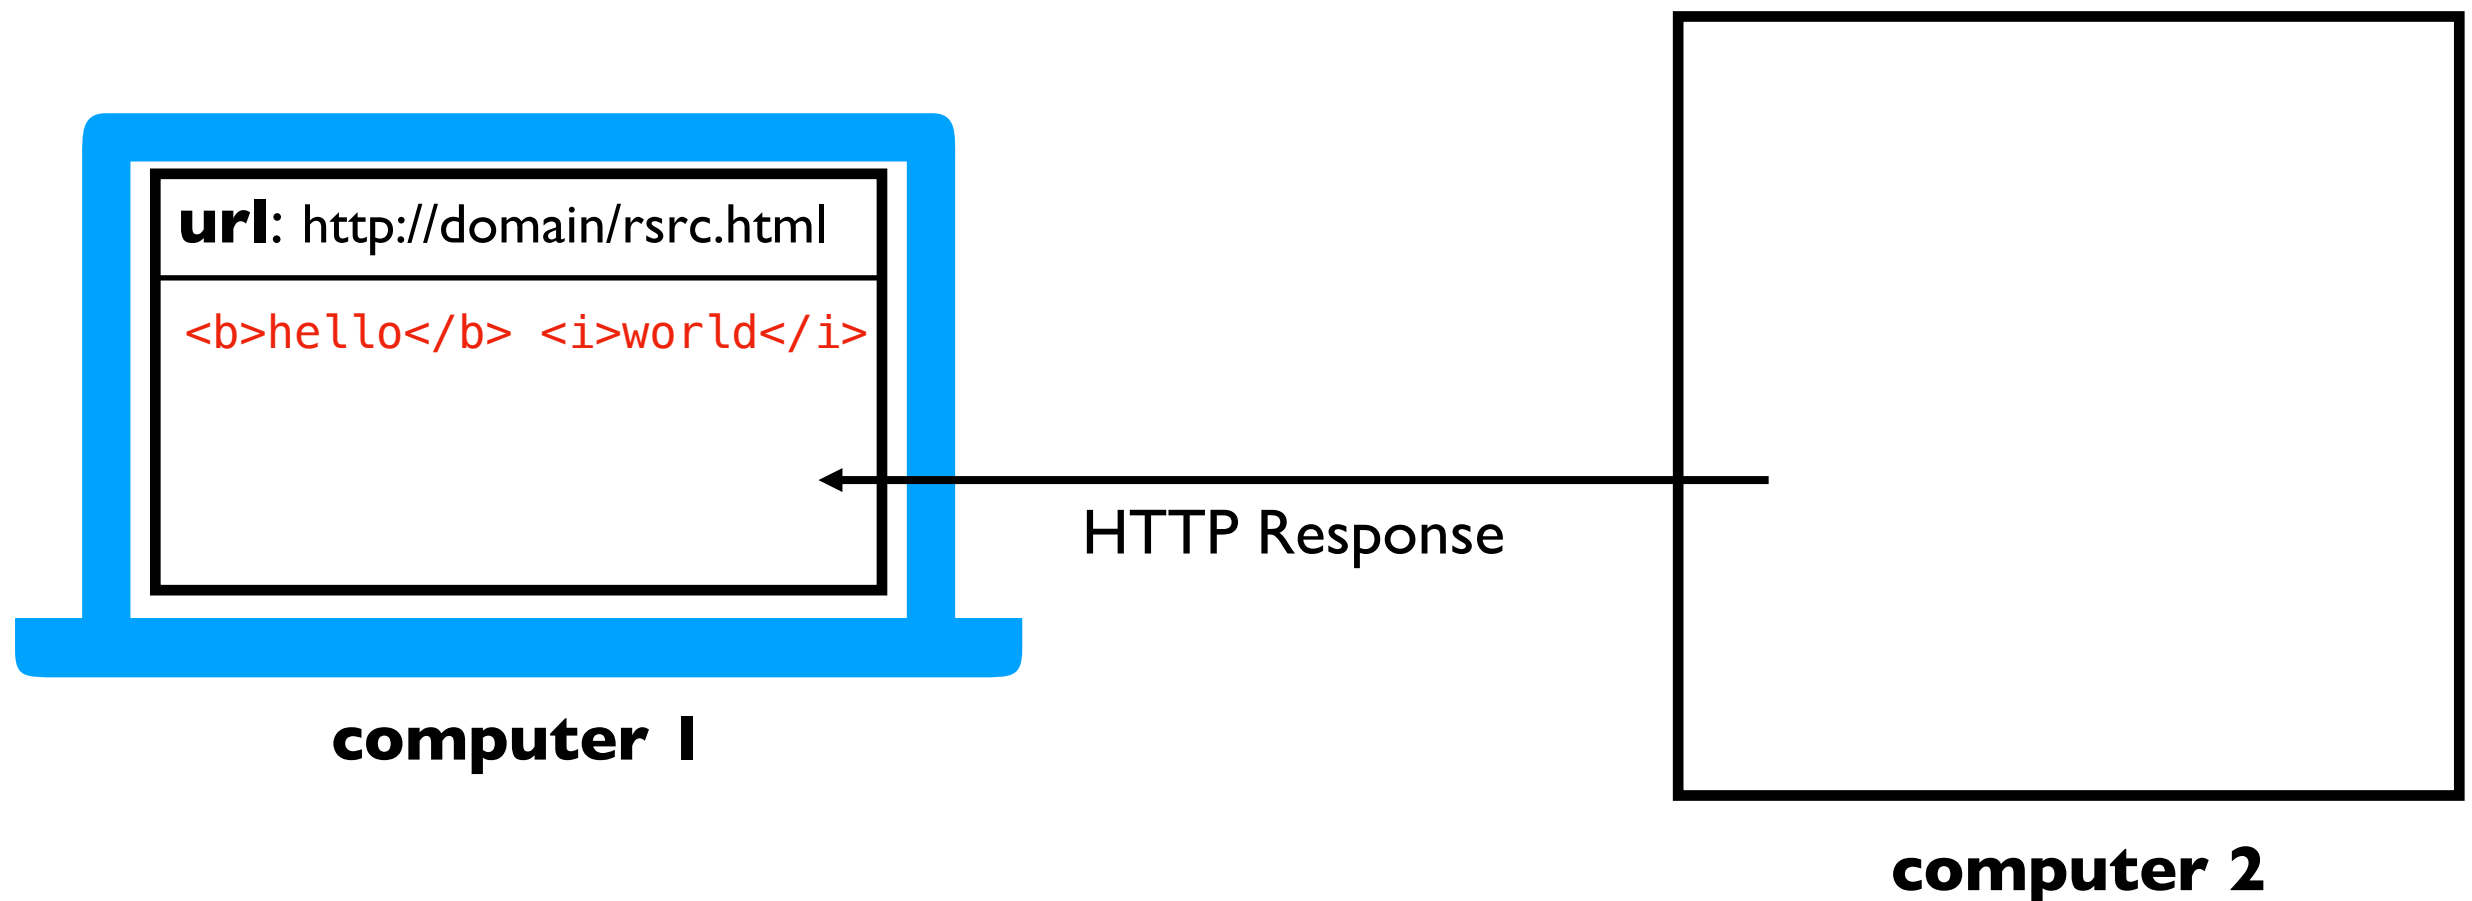 url: http://domain/rsrc.html
<b>hello</b> <i>world</i>
HTTP Response
computer 1
computer 2